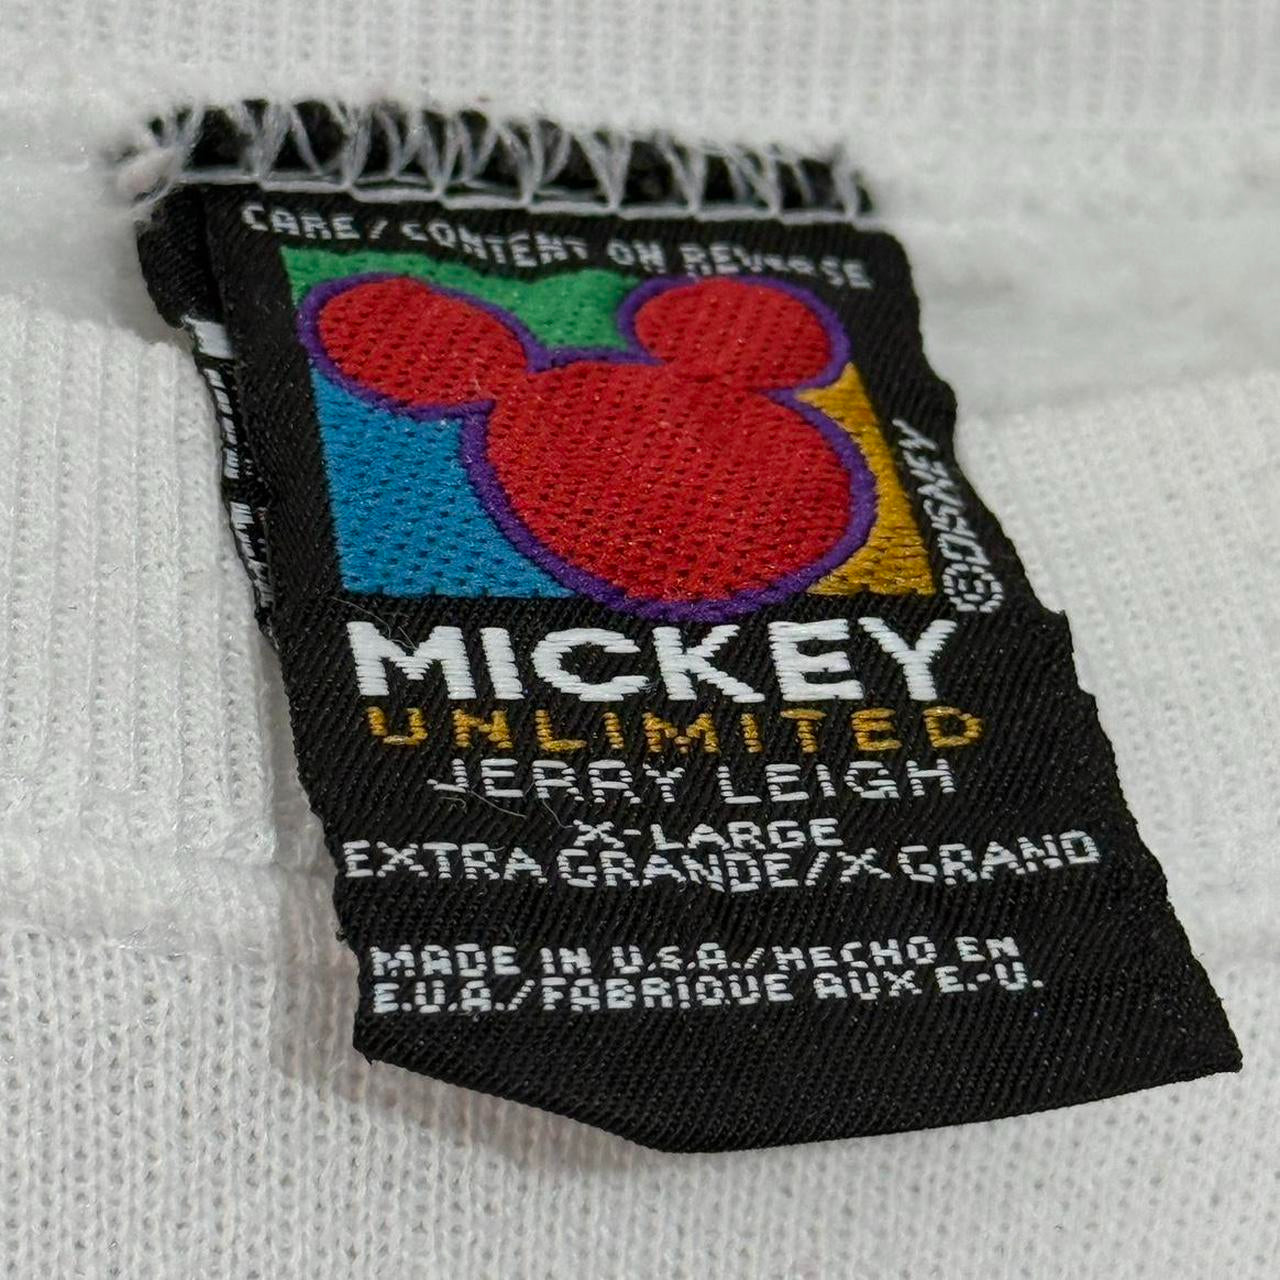 CARE/CONTENT ON REVERSE
©DISNEY
MICKEY
UNLIMITED
JERRY LEIGH
X-LARGE
EXTRA GRANDE/X GRAND
MADE IN U.S.A./HECHO EN
E.U.A./FABRIQUE AUX E.-U.